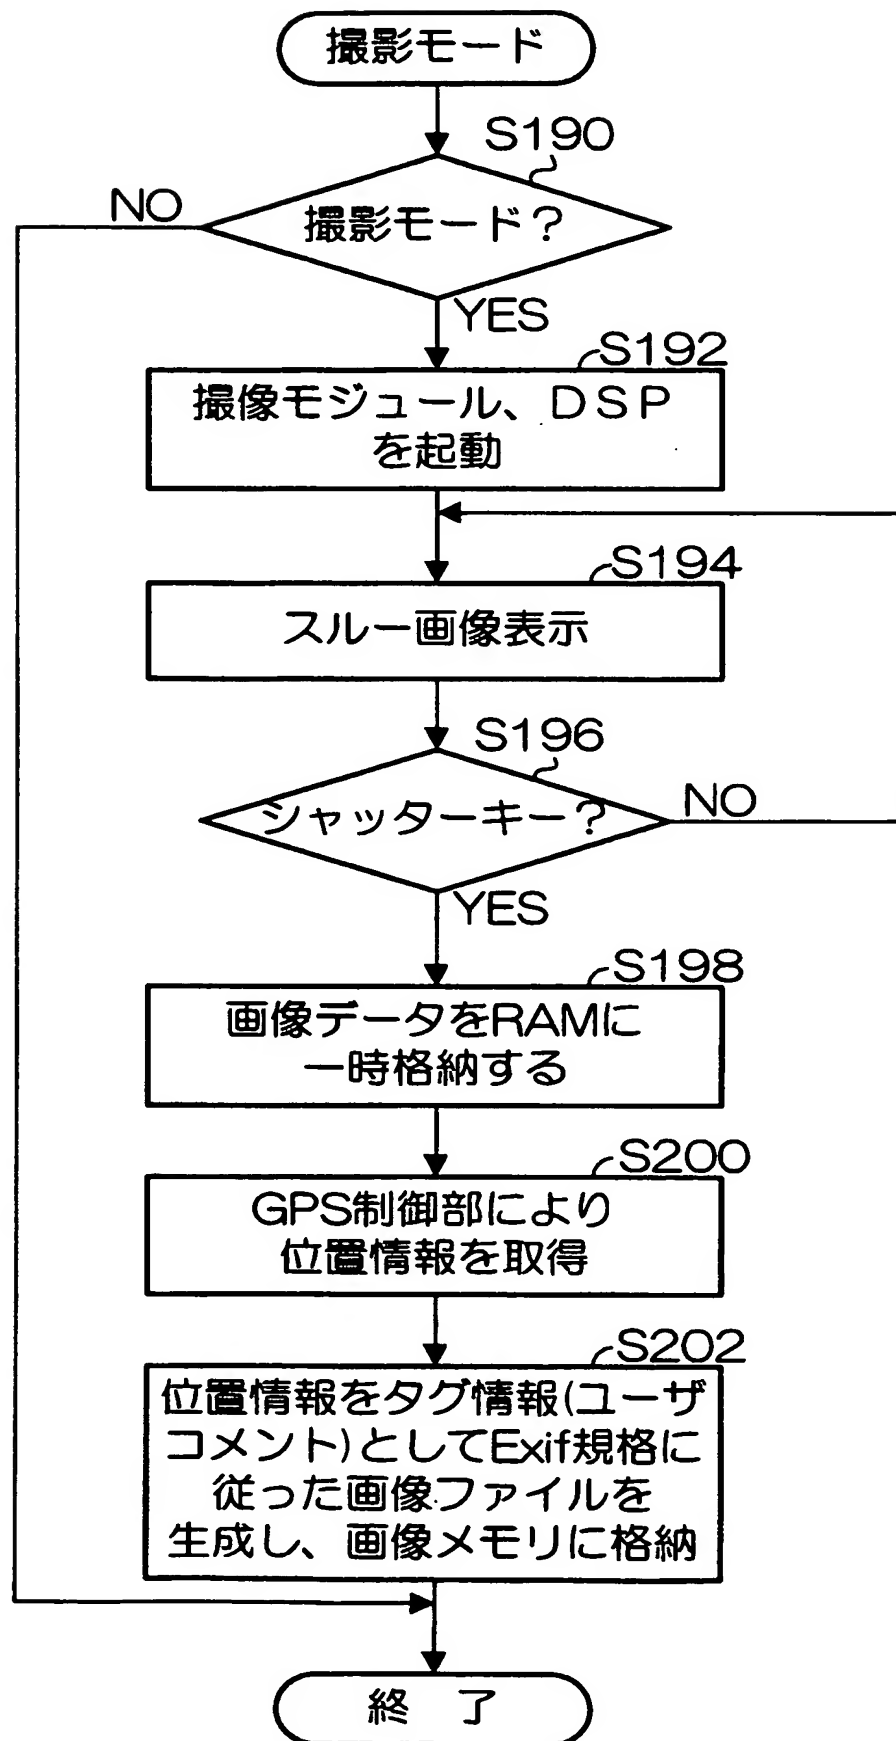 撮影モード
S190
NO
撮影モード？
YES
S192
撮像モジュール、DSP
を起動
S194
スルー画像表示
S196
シャッターキー？
NO
YES
S198
画像データをRAMに
一時格納する
S200
GPS制御部により
位置情報を取得
S202
位置情報をタグ情報(ユーザ
コメント)としてExif規格に
従った画像ファイルを
生成し、画像メモリに格納
終 了